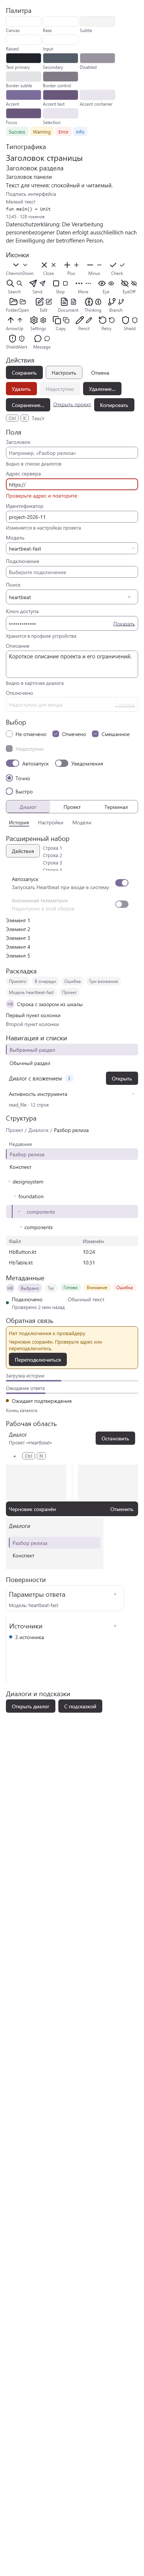 Палитра
Canvas Base Subtle
Raised Input
Text primary Secondary Disabled
Border subtle Border control
Accent Accent text Accent container
Focus Selection
Success Warning Error Info
Типографика
Заголовок страницы
Заголовок раздела
Заголовок панели
Текст для чтения: спокойный и читаемый.
Подпись интерфейса
Мелкий текст
fun main() = Unit
12:45 · 128 токенов
Datenschutzerklärung: Die Verarbeitung personenbezogener Daten erfolgt ausschließlich nach der Einwilligung der betroffenen Person.
Иконки
ChevronDown Close Plus Minus Check
Search Send Stop More Eye EyeOff
FolderOpen Edit Document Thinking Branch
ArrowUp Settings Copy Pencil Retry Shield
ShieldAlert Message
Действия
Сохранить Настроить Отмена
Удалить Недоступно Удаление...
Сохранение... Открыть проект Копировать
Ctrl K Текст
Поля
Заголовок
Например: «Разбор релиза»
Видно в списке диалогов
Адрес сервера
https://
Проверьте адрес и повторите
Идентификатор
project-2026-11
Изменяется в настройках проекта
Модель
heartbeat-fast
Подключение
Выберите подключение
Поиск
heartbeat
Ключ доступа
•••••••••••• Показать
Хранится в профиле устройства
Описание
Короткое описание проекта и его ограничений.
Видно в карточке диалога
Отключено
Недоступно для ввода
Выбор
Не отмечено Отмечено Смешанное
Недоступно
Автозапуск Уведомления
Точно
Быстро
Диалог Проект Терминал
История Настройки Модели
Расширенный набор
Действия
Строка 1
Строка 2
Строка 3
Строка 4
Автозапуск
Запускать Heartbeat при входе в систему
Анонимная телеметрия
Недоступно в этой сборке
Элемент 1
Элемент 2
Элемент 3
Элемент 4
Элемент 5
Раскладка
Принято В очереди Ошибка Три вложения
Модель heartbeat-fast Проект
HB Строка с зазором из шкалы
Первый пункт колонки
Второй пункт колонки
Навигация и списки
Выбранный раздел
Обычный раздел
Диалог с вложением 3 Открыть
Активность инструмента
read_file · 12 строк
Структура
Проект / Диалоги / Разбор релиза
Недавние
Разбор релиза
Конспект
designsystem
foundation
components
components
Файл Изменён
HbButton.kt 10:24
HbTable.kt 10:31
Метаданные
HB Выбрано Тег Готово Внимание Ошибка
Подключено Обычный текст
Проверено 2 мин назад
Обратная связь
Нет подключения к провайдеру
Черновик сохранён. Проверьте адрес или переподключитесь.
Переподключиться
Загрузка истории
Ожидание ответа
Ожидает подтверждения
Конец каталога
Рабочая область
Диалог
Проект «Heartbeat»
Остановить
+ Ctrl N
Черновик сохранён Отменить
Диалоги
Разбор релиза
Конспект
Поверхности
Параметры ответа
Модель: heartbeat-fast
Источники
3 источника
Диалоги и подсказки
Открыть диалог С подсказкой